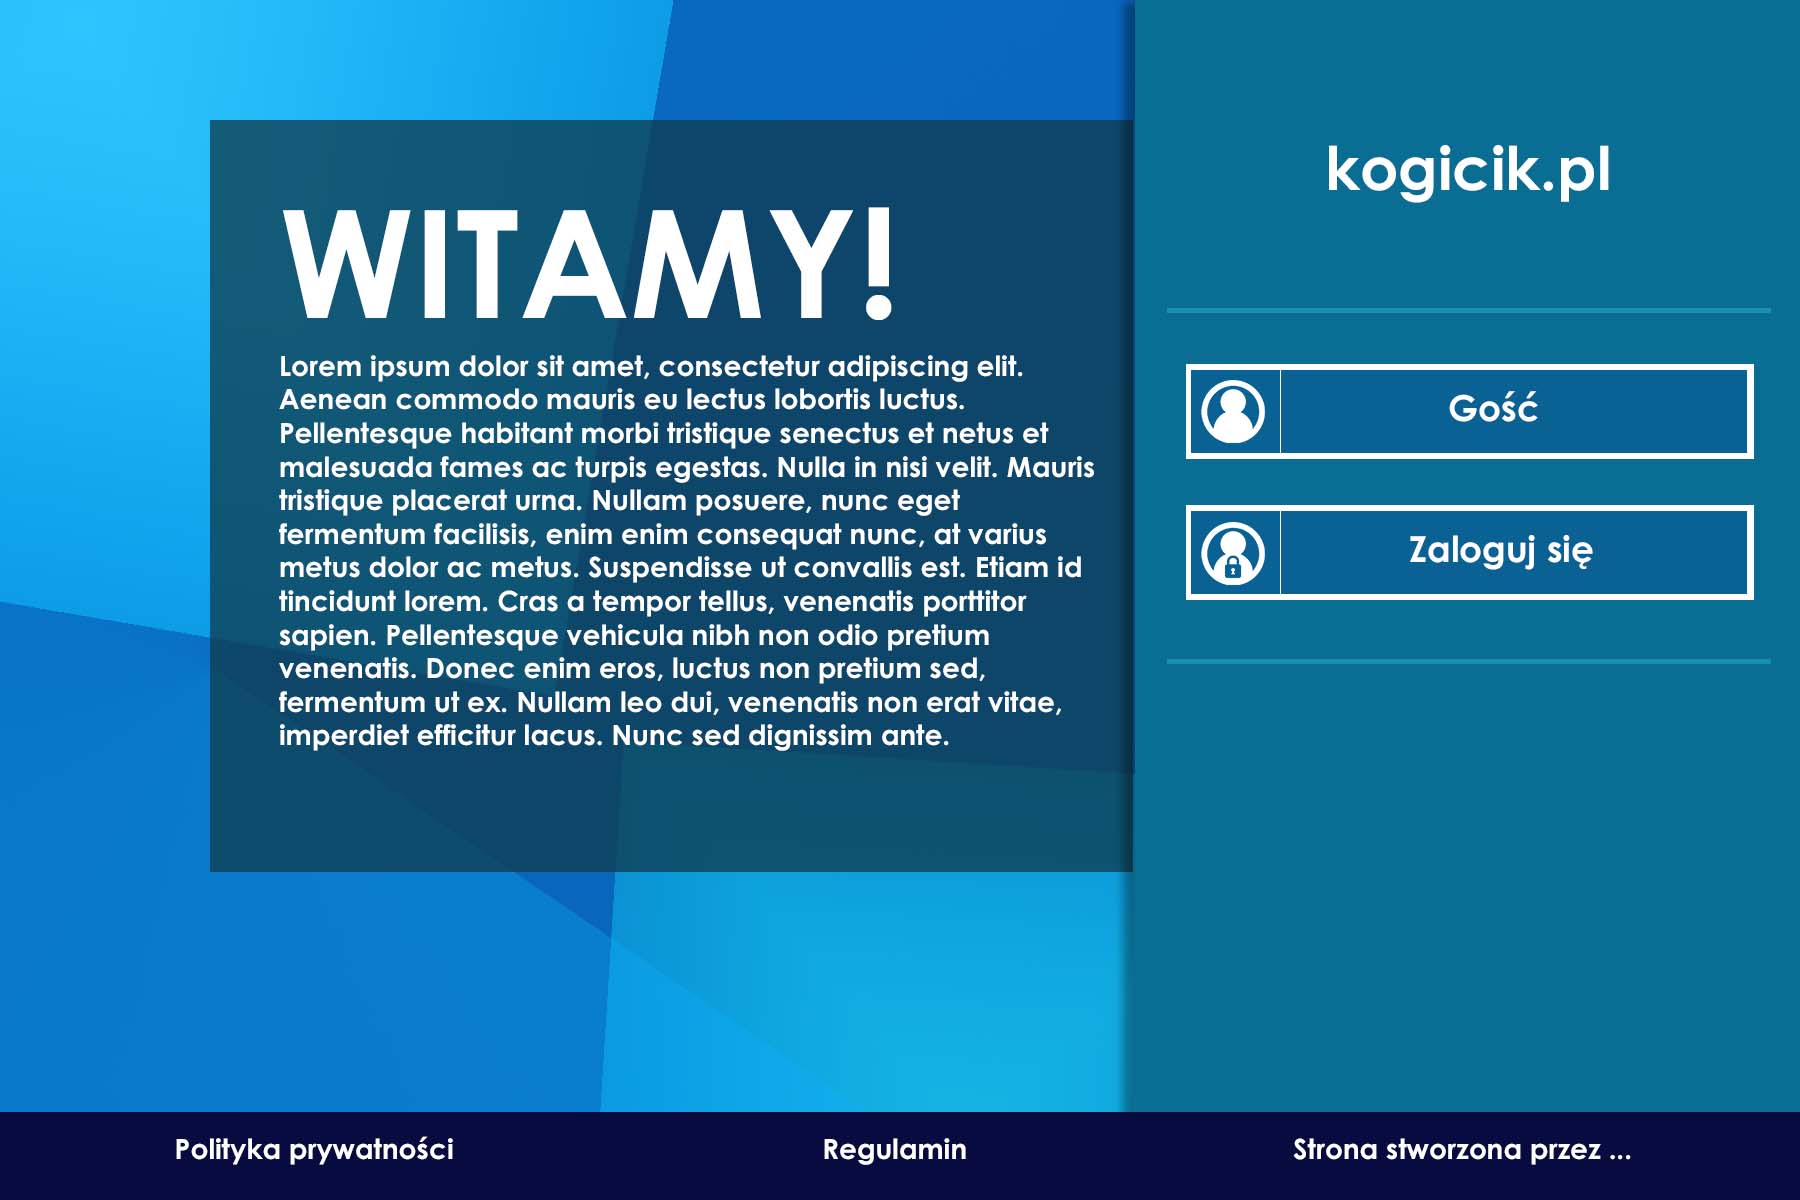 WITAMY!
Lorem ipsum dolor sit amet, consectetur adipiscing elit.
Aenean commodo mauris eu lectus lobortis luctus.
Pellentesque habitant morbi tristique senectus et netus et
malesuada fames ac turpis egestas. Nulla in nisi velit. Mauris
tristique placerat urna. Nullam posuere, nunc eget
fermentum facilisis, enim enim consequat nunc, at varius
metus dolor ac metus. Suspendisse ut convallis est. Etiam id
tincidunt lorem. Cras a tempor tellus, venenatis porttitor
sapien. Pellentesque vehicula nibh non odio pretium
venenatis. Donec enim eros, luctus non pretium sed,
fermentum ut ex. Nullam leo dui, venenatis non erat vitae,
imperdiet efficitur lacus. Nunc sed dignissim ante.
kogicik.pl
Gość
Zaloguj się
Polityka prywatności
Regulamin
Strona stworzona przez ...